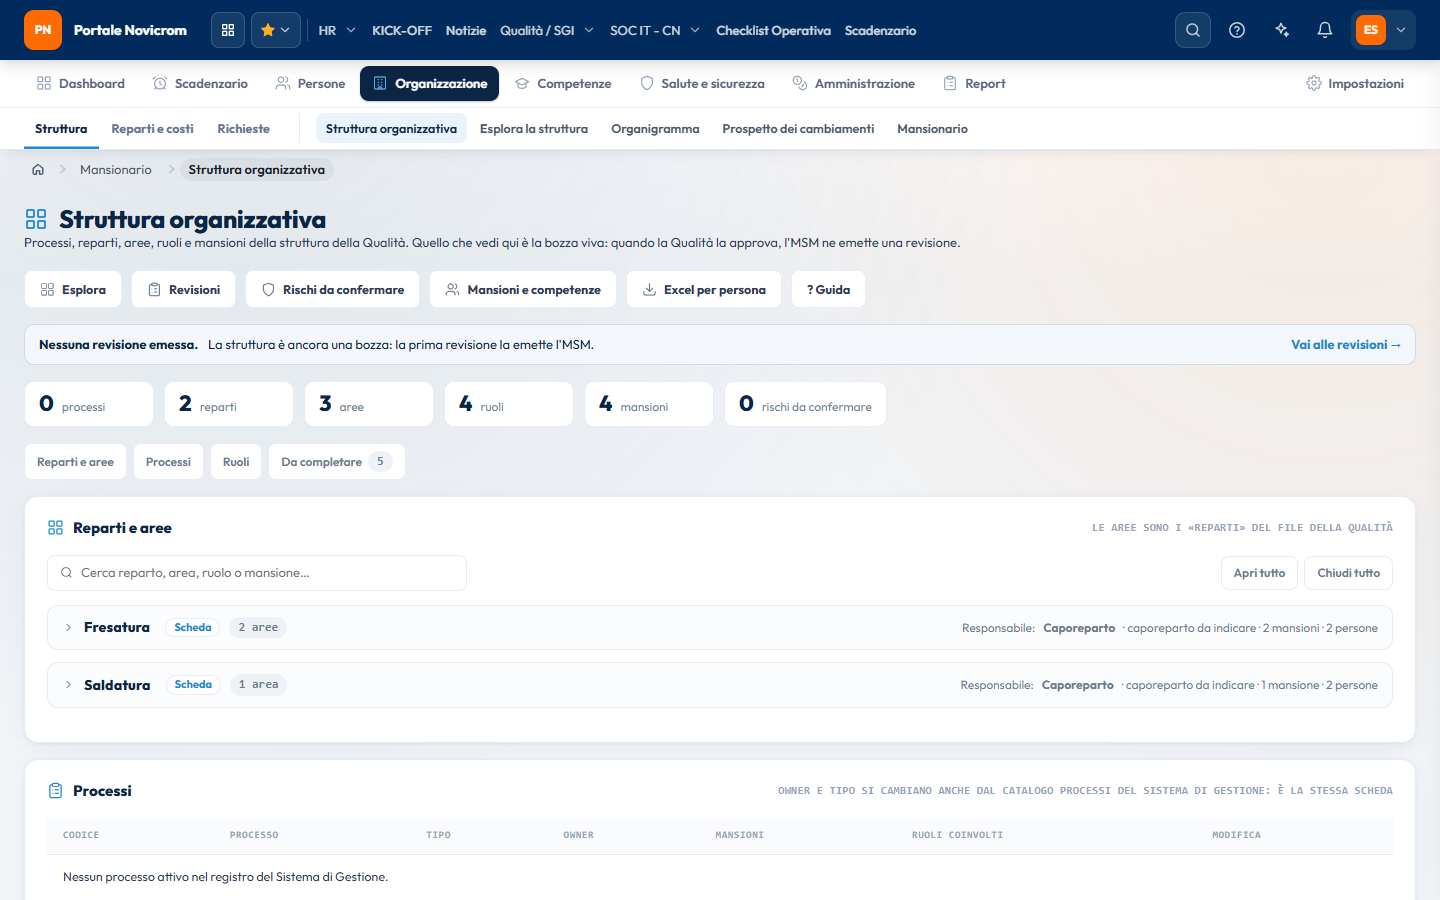 PN Portale Novicrom HR KICK-OFF Notizie Qualità / SGI SOC IT - CN Checklist Operativa Scadenzario ES
Dashboard Scadenzario Persone Organizzazione Competenze Salute e sicurezza Amministrazione Report Impostazioni
Struttura Reparti e costi Richieste Struttura organizzativa Esplora la struttura Organigramma Prospetto dei cambiamenti Mansionario
Mansionario Struttura organizzativa
Struttura organizzativa
Processi, reparti, aree, ruoli e mansioni della struttura della Qualità. Quello che vedi qui è la bozza viva: quando la Qualità la approva, l'MSM ne emette una revisione.
Esplora Revisioni Rischi da confermare Mansioni e competenze Excel per persona ? Guida
Nessuna revisione emessa. La struttura è ancora una bozza: la prima revisione la emette l'MSM. Vai alle revisioni →
0 processi 2 reparti 3 aree 4 ruoli 4 mansioni 0 rischi da confermare
Reparti e aree Processi Ruoli Da completare 5
Reparti e aree LE AREE SONO I «REPARTI» DEL FILE DELLA QUALITÀ
Cerca reparto, area, ruolo o mansione... Apri tutto Chiudi tutto
Fresatura Scheda 2 aree Responsabile: Caporeparto · caporeparto da indicare · 2 mansioni · 2 persone
Saldatura Scheda 1 area Responsabile: Caporeparto · caporeparto da indicare · 1 mansione · 2 persone
Processi OWNER E TIPO SI CAMBIANO ANCHE DAL CATALOGO PROCESSI DEL SISTEMA DI GESTIONE: È LA STESSA SCHEDA
CODICE PROCESSO TIPO OWNER MANSIONI RUOLI COINVOLTI MODIFICA
Nessun processo attivo nel registro del Sistema di Gestione.